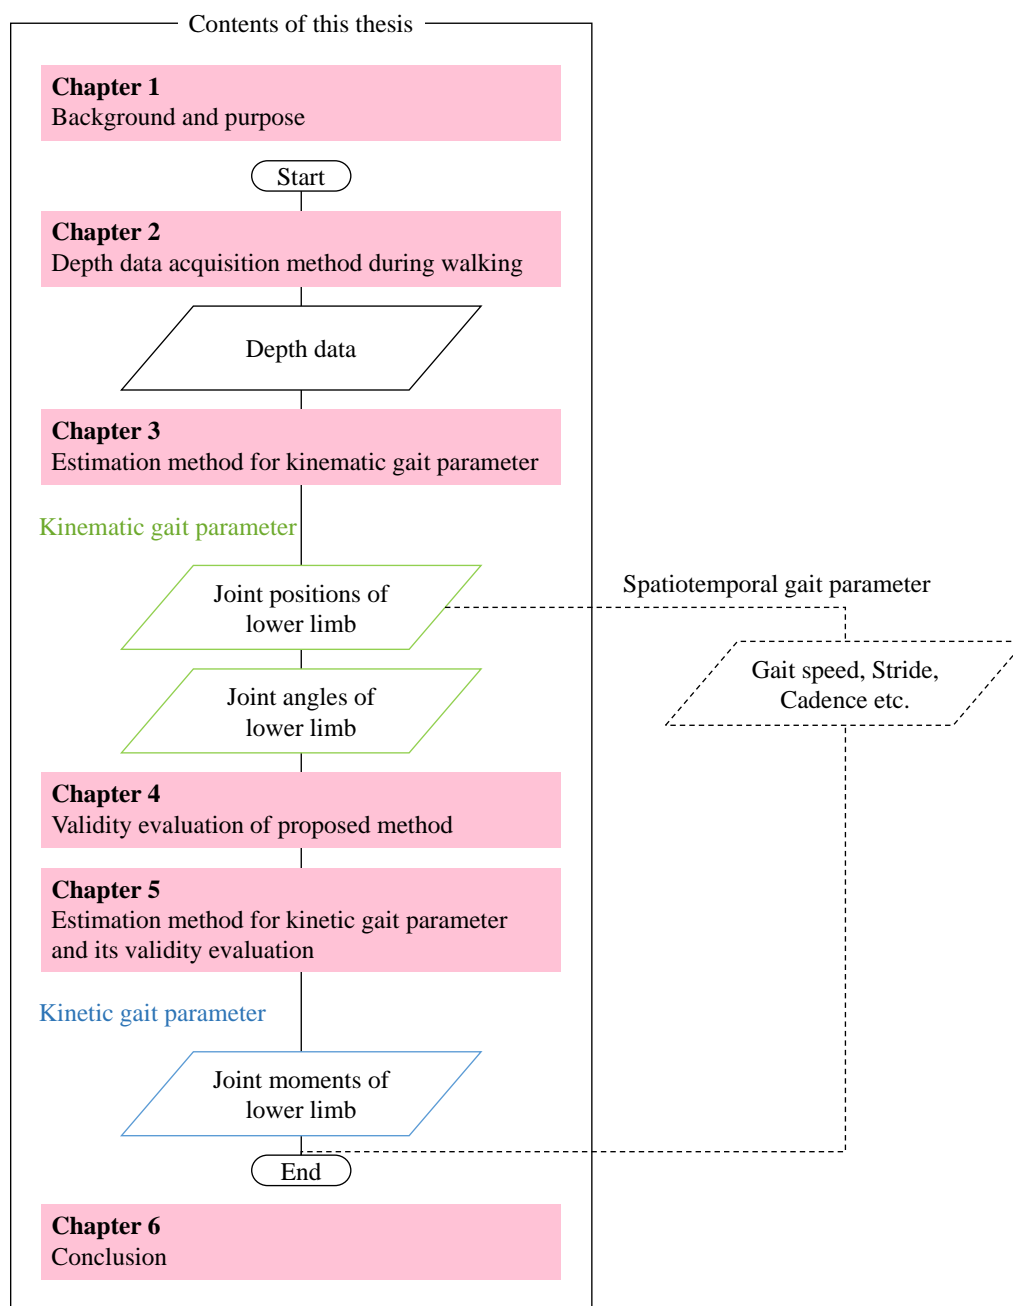 Contents of this thesis
Chapter 1
Background and purpose
Start
Chapter 2
Depth data acquisition method during walking
Depth data
Chapter 3
Estimation method for kinematic gait parameter
Kinematic gait parameter
Joint positions of
lower limb
Spatiotemporal gait parameter
Gait speed, Stride,
Cadence etc.
Joint angles of
lower limb
Chapter 4
Validity evaluation of proposed method
Chapter 5
Estimation method for kinetic gait parameter
and its validity evaluation
Kinetic gait parameter
Joint moments of
lower limb
End
Chapter 6
Conclusion